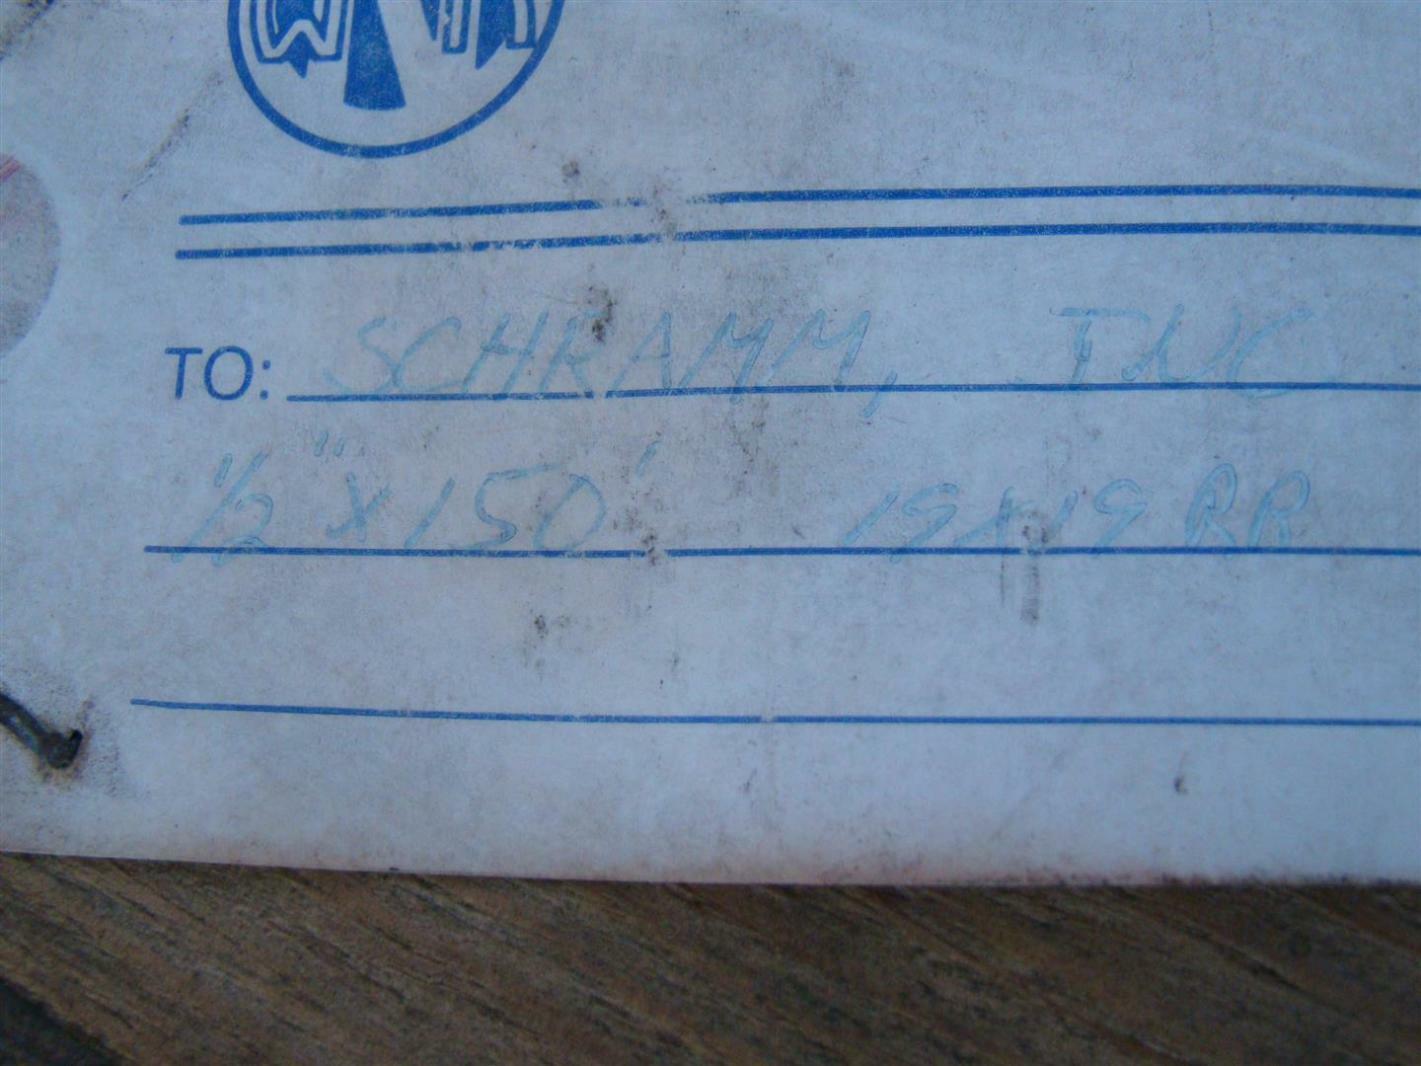 TO: SCHRAMM, INC
1/2" x 150' 19x19 RR